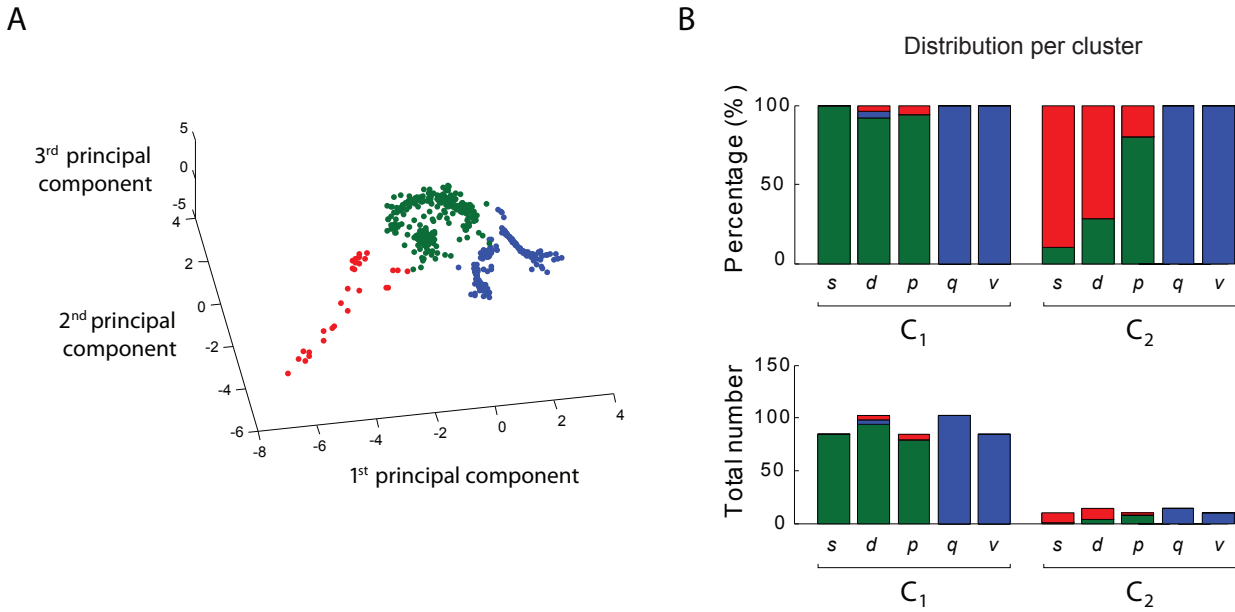 A
5
0
-5
3rd principal
component
4
2
0
-2
-4
-6
2nd principal
component
-8
-6
-4
-2
0
2
4
1st principal component
B
Distribution per cluster
Percentage (%)
100
50
0
s d p q v s d p q v
C1 C2
Total number
150
100
50
0
s d p q v s d p q v
C1 C2